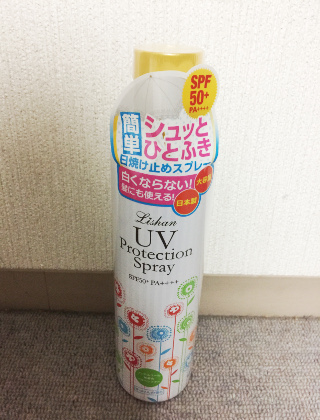 SPF
50+
PA++++
簡単
シュッと
ひとふき
日焼け止めスプレー
白くならない!
髪にも使える!
大容量
日本製
Lishan
UV
Protection
Spray
SPF50+ PA++++